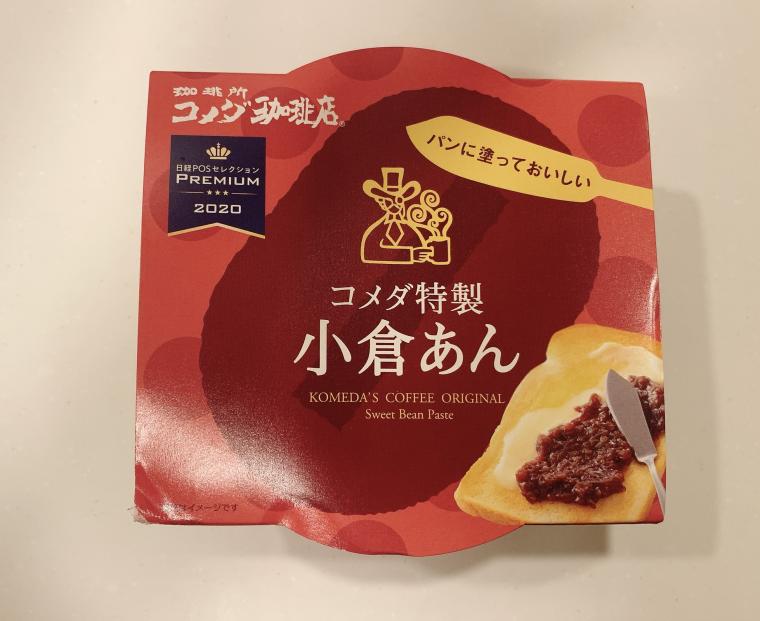 珈琲所
コメダ珈琲店®
日経POSセレクション
PREMIUM
2020
パンに塗っておいしい
コメダ特製
小倉あん
KOMEDA'S COFFEE ORIGINAL
Sweet Bean Paste
イメージです